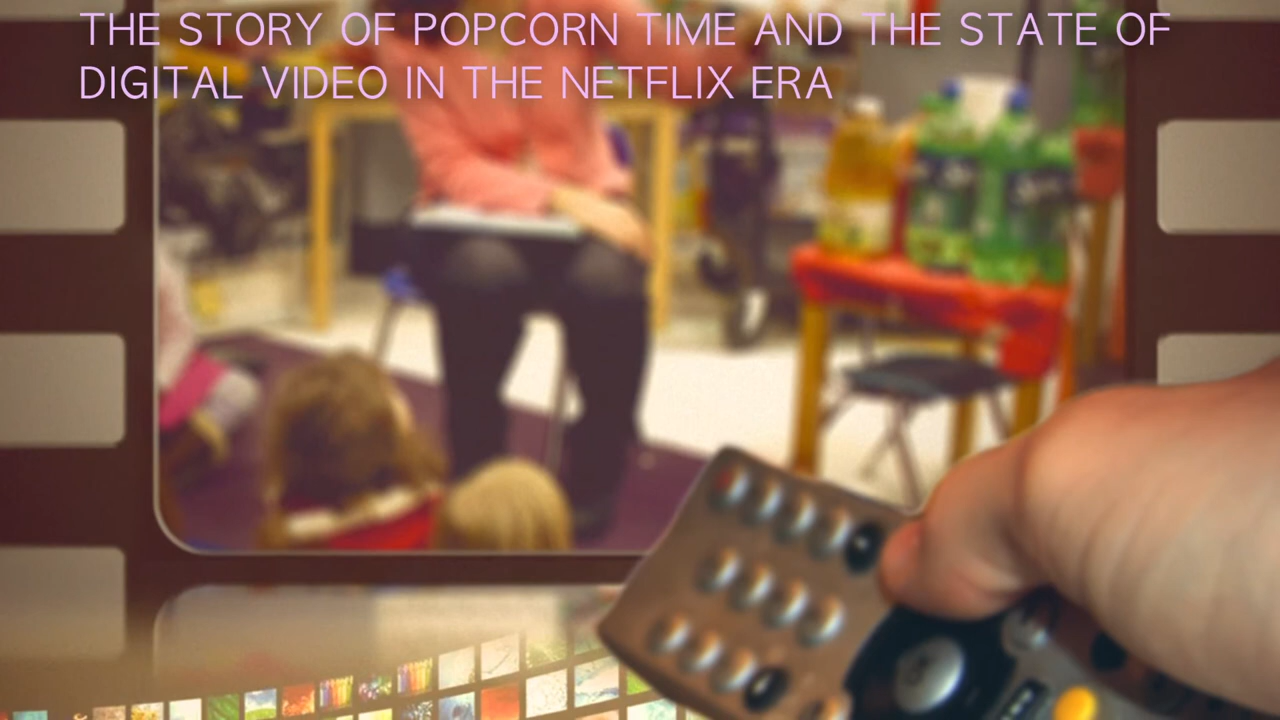 THE STORY OF POPCORN TIME AND THE STATE OF
DIGITAL VIDEO IN THE NETFLIX ERA